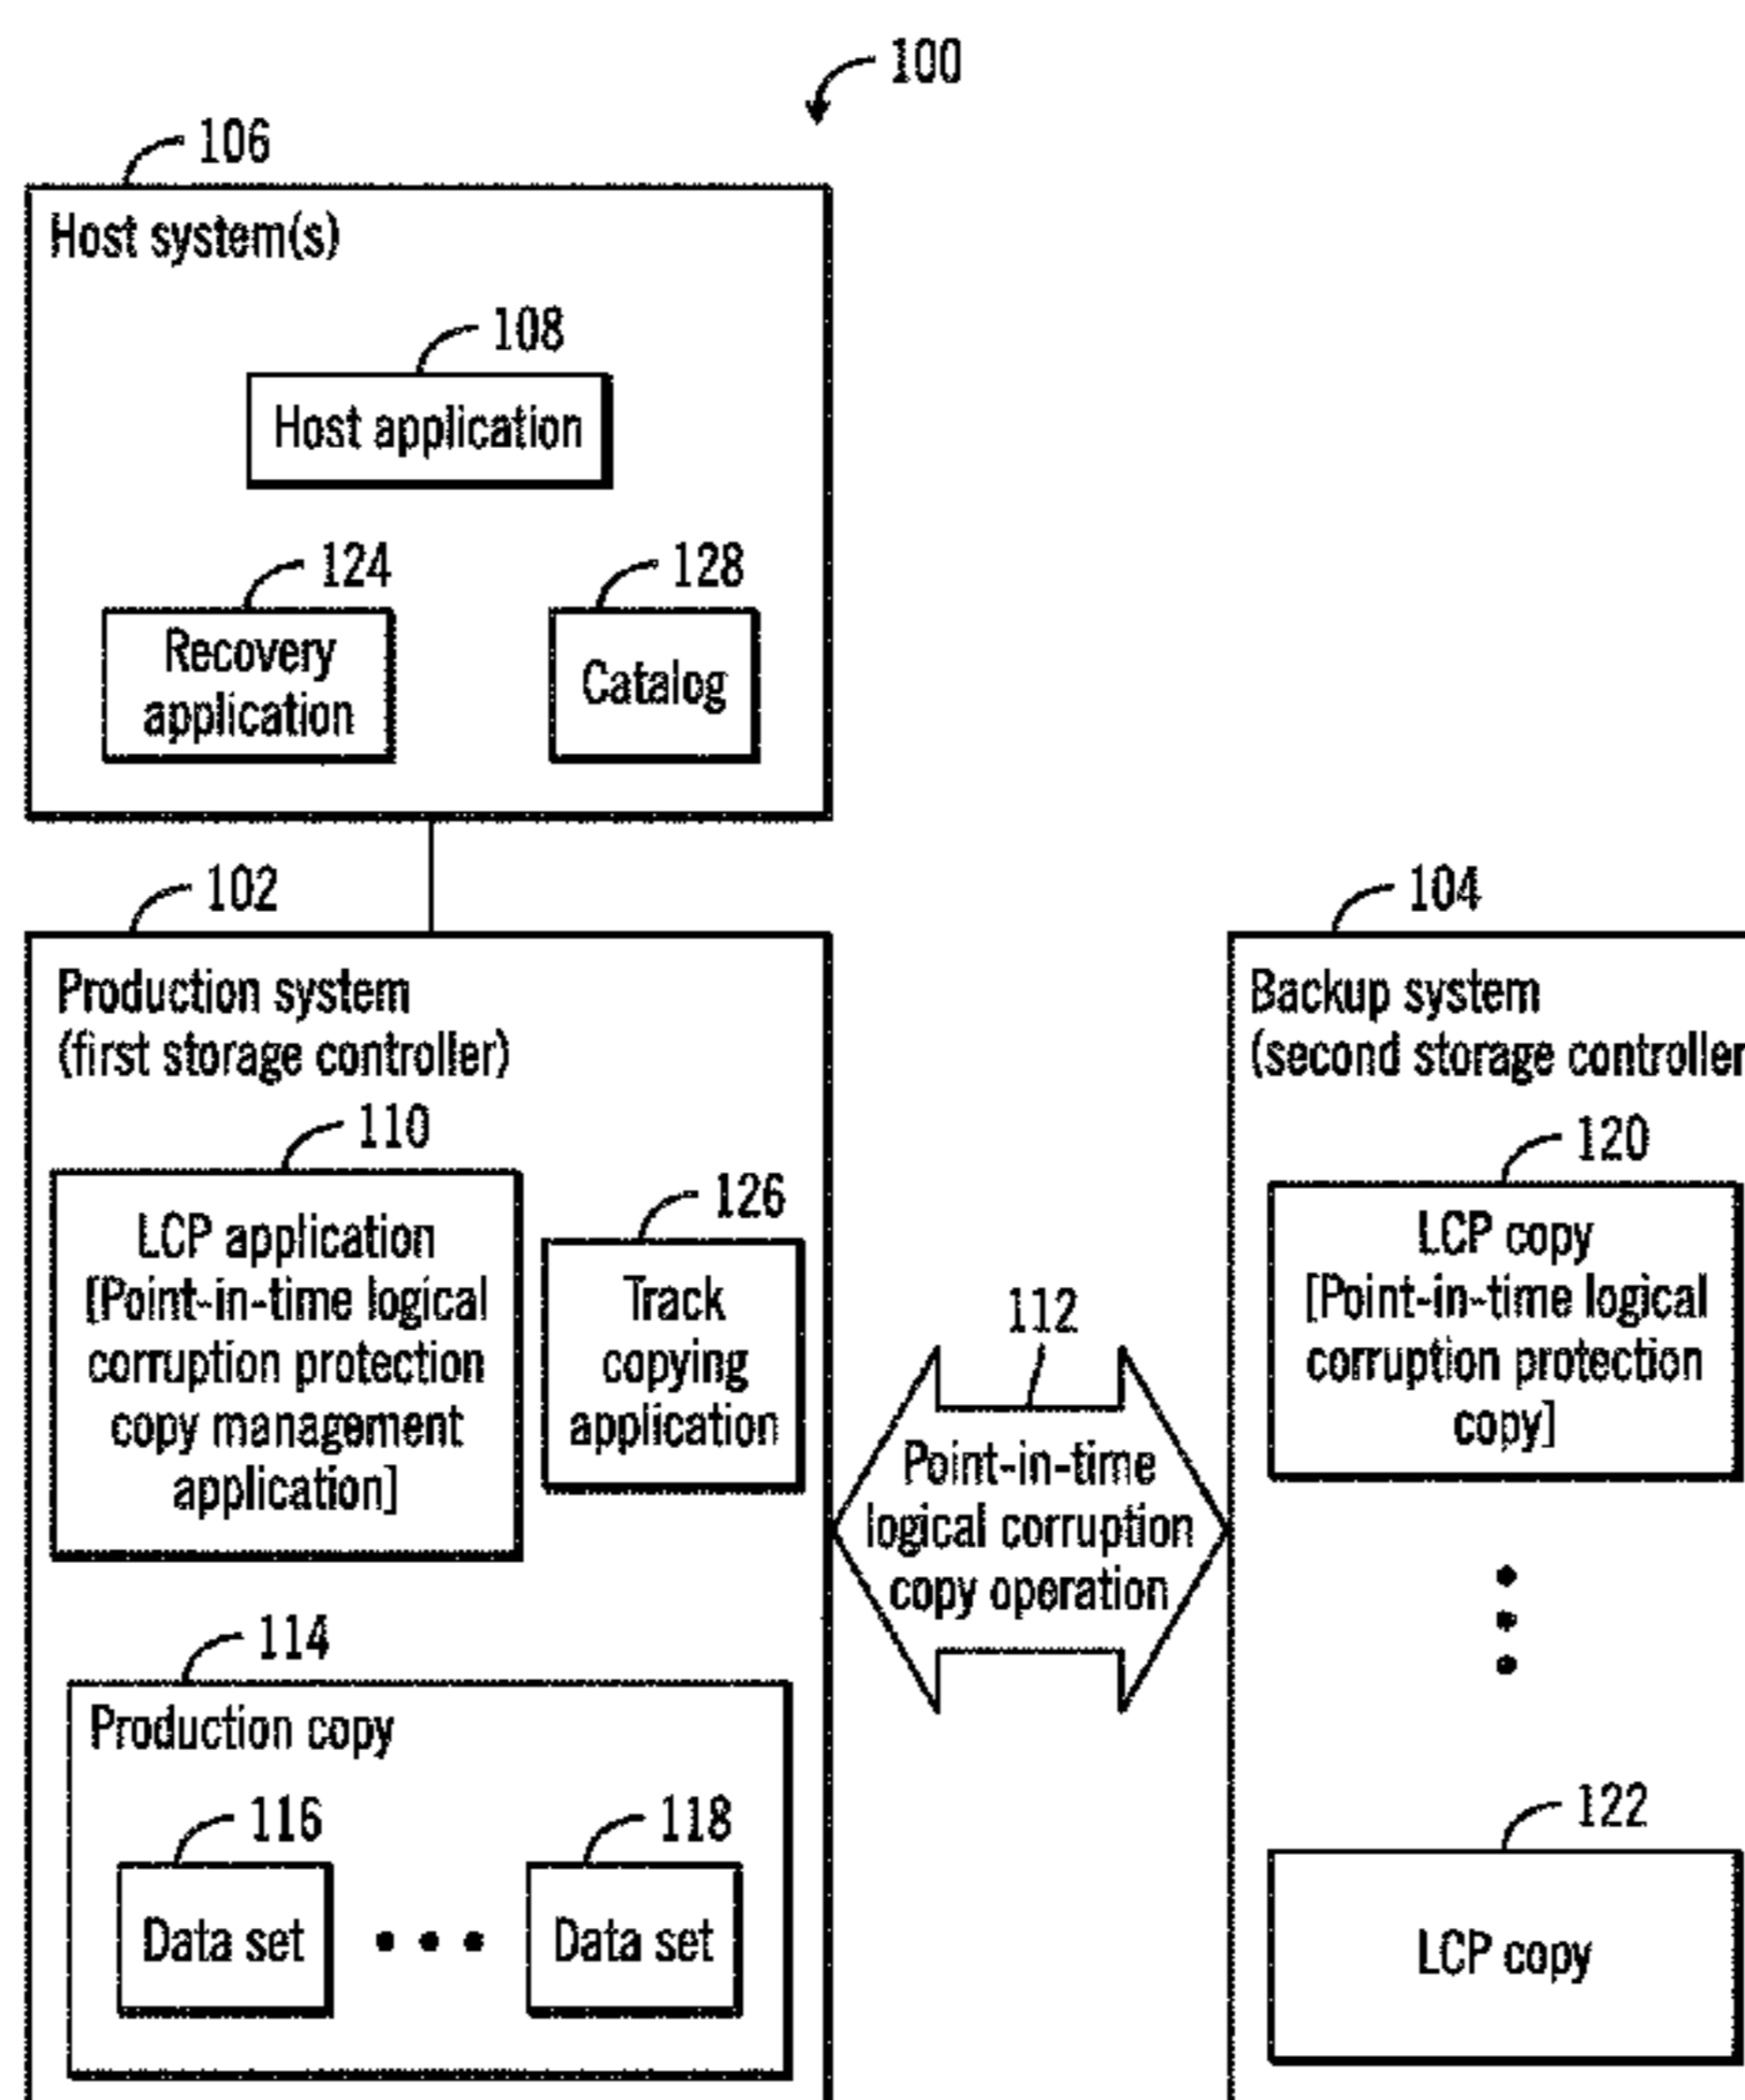 100
106
Host system(s)
108
Host application
124
128
Recovery
application
Catalog
102
Production system
(first storage controller)
110
LCP application
[Point-in-time logical
corruption protection
copy management
application]
126
Track
copying
application
112
Point-in-time
logical corruption
copy operation
114
Production copy
116
Data set
118
Data set
104
Backup system
(second storage controller
120
LCP copy
[Point-in-time logical
corruption protection
copy]
122
LCP copy